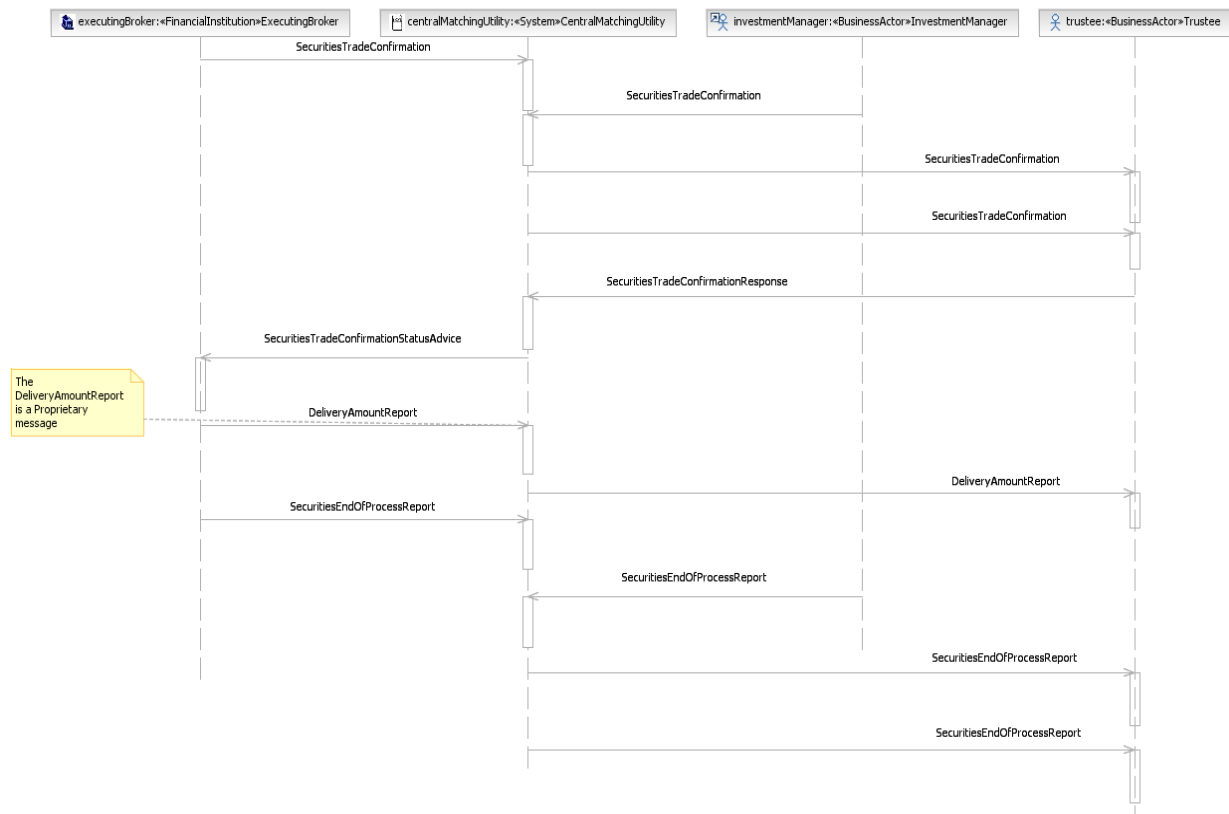 executingBroker:«FinancialInstitution»ExecutingBroker
centralMatchingUtility:«System»CentralMatchingUtility
investmentManager:«BusinessActor»InvestmentManager
trustee:«BusinessActor»Trustee
SecuritiesTradeConfirmation
SecuritiesTradeConfirmation
SecuritiesTradeConfirmation
SecuritiesTradeConfirmation
SecuritiesTradeConfirmationResponse
SecuritiesTradeConfirmationStatusAdvice
The
DeliveryAmountReport
is a Proprietary
message
DeliveryAmountReport
DeliveryAmountReport
SecuritiesEndOfProcessReport
SecuritiesEndOfProcessReport
SecuritiesEndOfProcessReport
SecuritiesEndOfProcessReport